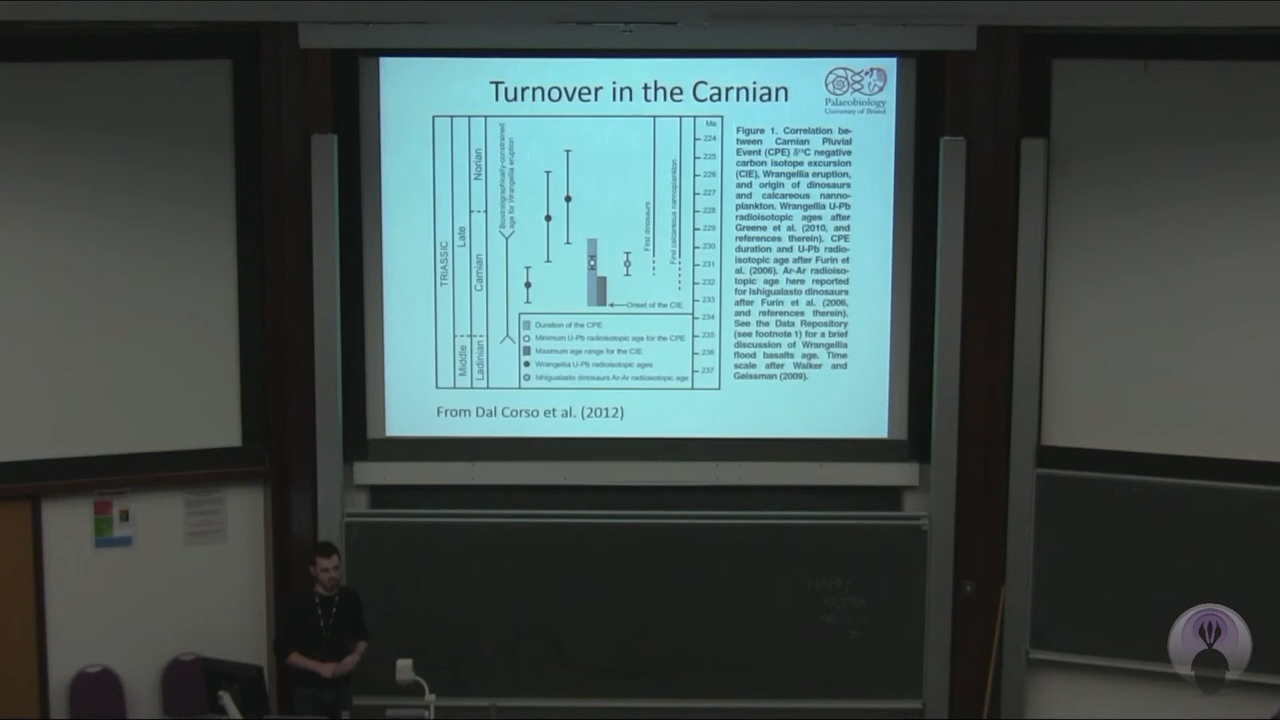 Turnover in the Carnian
Palaeobiology
University of Bristol
Ma
224
225
226
227
228
229
230
231
232
233
234
235
236
237
TRIASSIC
Late
Middle
Norian
Carnian
Ladinian
Biostratigraphically-constrained
age for Wrangellia eruption
First dinosaurs
First calcareous nannoplankton
Onset of the CIE
Duration of the CPE
Minimum U-Pb radioisotopic age for the CPE
Maximum age range for the CIE
Wrangellia U-Pb radioisotopic ages
Ishigualasto dinosaurs Ar-Ar radioisotopic age
Figure 1. Correlation be-
tween Carnian Pluvial
Event (CPE) δ¹³C negative
carbon isotope excursion
(CIE), Wrangellia eruption,
and origin of dinosaurs
and calcareous nanno-
plankton. Wrangellia U-Pb
radioisotopic ages after
Greene et al. (2010, and
references therein). CPE
duration and U-Pb radio-
isotopic age after Furin et
al. (2006). Ar-Ar radioiso-
topic age here reported
for Ishigualasto dinosaurs
after Furin et al. (2006,
and references therein).
See the Data Repository
(see footnote 1) for a brief
discussion of Wrangellia
flood basalts age. Time
scale after Walker and
Geissman (2009).
From Dal Corso et al. (2012)